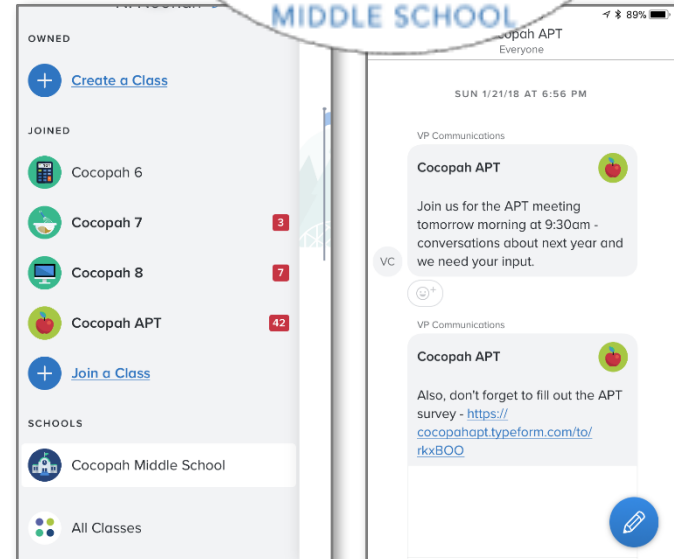 MIDDLE SCHOOL
OWNED
Create a Class
JOINED
Cocopah 6
Cocopah 7
3
Cocopah 8
7
Cocopah APT
42
Join a Class
SCHOOLS
Cocopah Middle School
All Classes
89%
APT
Everyone
SUN 1/21/18 AT 6:56 PM
VP Communications
Cocopah APT
Join us for the APT meeting
tomorrow morning at 9:30am -
conversations about next year and
we need your input.
VC
VP Communications
Cocopah APT
Also, don't forget to fill out the APT
survey - https://
cocopahapt.typeform.com/to/
rkxBOO